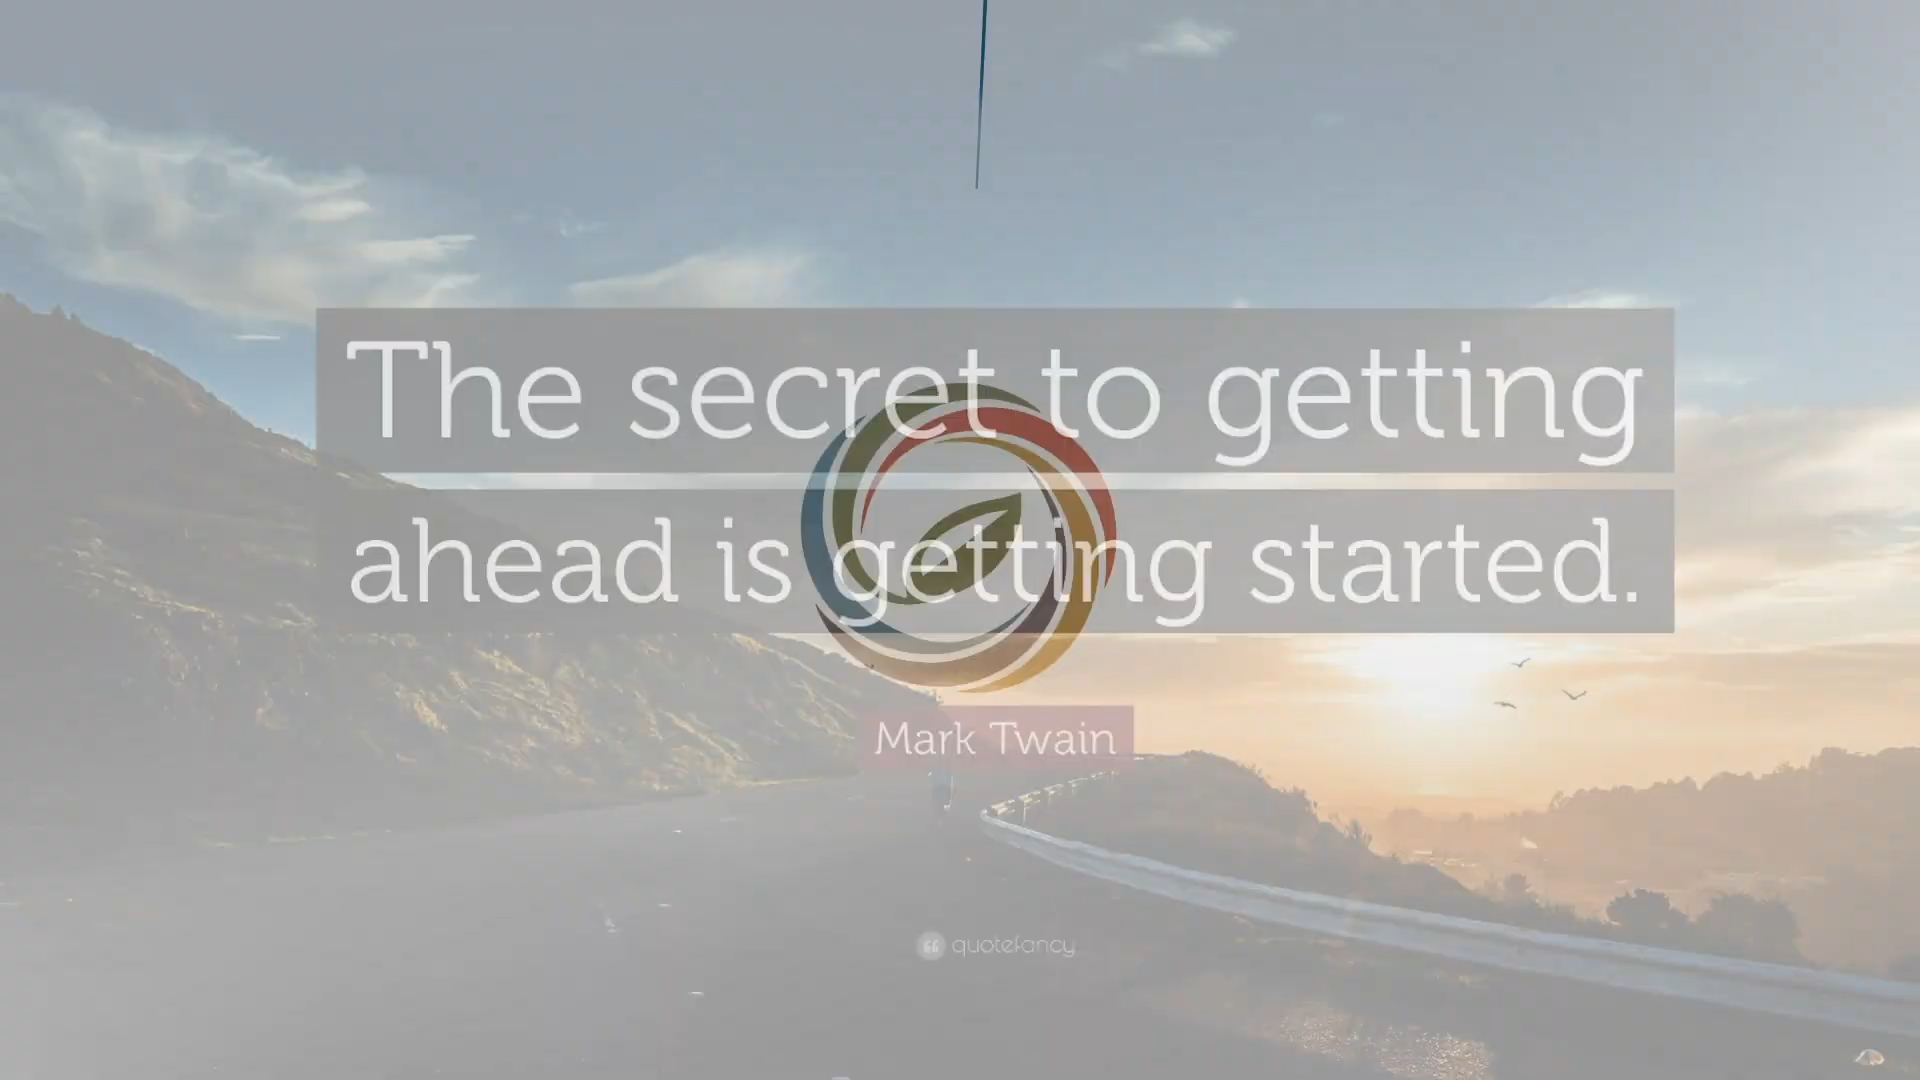 The secret to getting
ahead is getting started.
Mark Twain
quotefancy